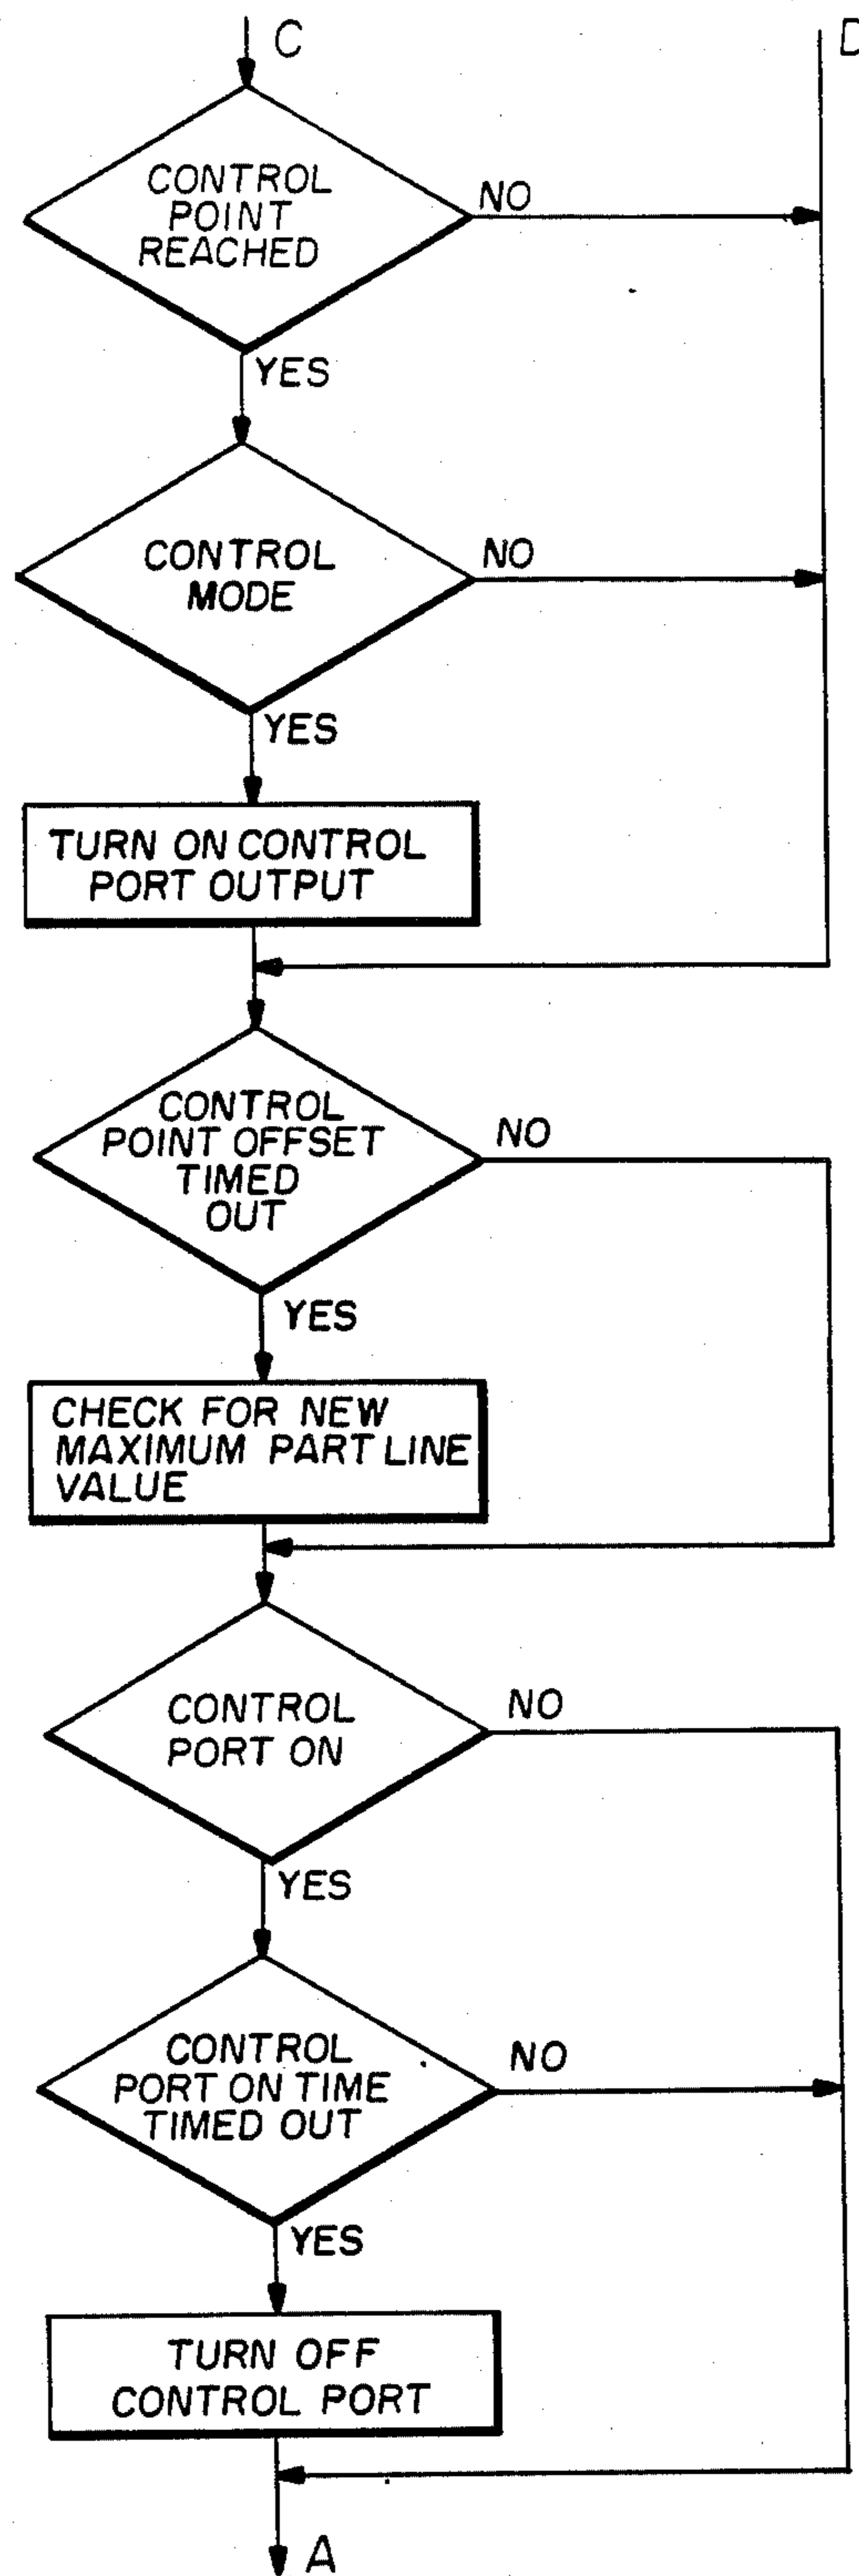 C
D
CONTROL
POINT
REACHED
NO
YES
CONTROL
MODE
NO
YES
TURN ON CONTROL
PORT OUTPUT
CONTROL
POINT OFFSET
TIMED
OUT
NO
YES
CHECK FOR NEW
MAXIMUM PART LINE
VALUE
CONTROL
PORT ON
NO
YES
CONTROL
PORT ON TIME
TIMED OUT
NO
YES
TURN OFF
CONTROL PORT
A